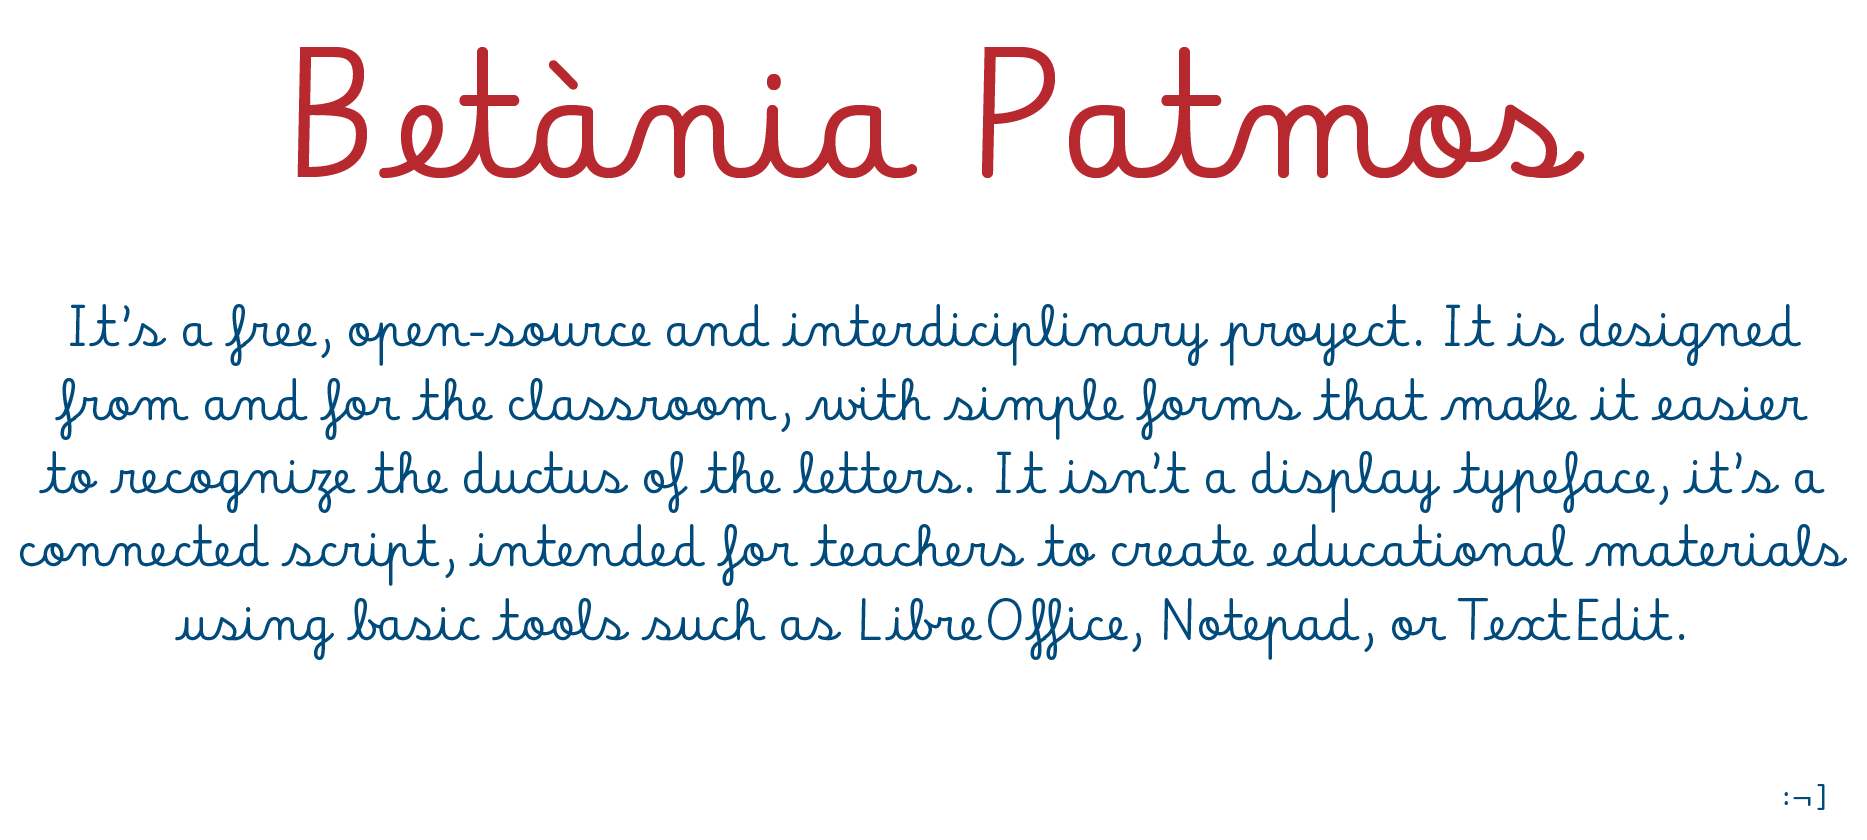 Betània Patmos
It's a free, open-source and interdiciplinary proyect. It is designed
from and for the classroom, with simple forms that make it easier
to recognize the ductus of the letters. It isn't a display typeface, it's a
connected script, intended for teachers to create educational materials
using basic tools such as LibreOffice, Notepad, or TextEdit.
:¬]